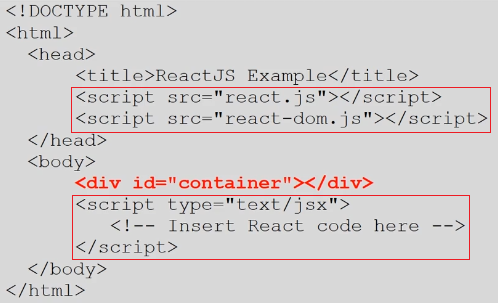 <!DOCTYPE html>
<html>
<head>
<title>ReactJS Example</title>
<script src="react.js"></script>
<script src="react-dom.js"></script>
</head>
<body>
<div id="container"></div>
<script type="text/jsx">
<!-- Insert React code here -->
</script>
</body>
</html>